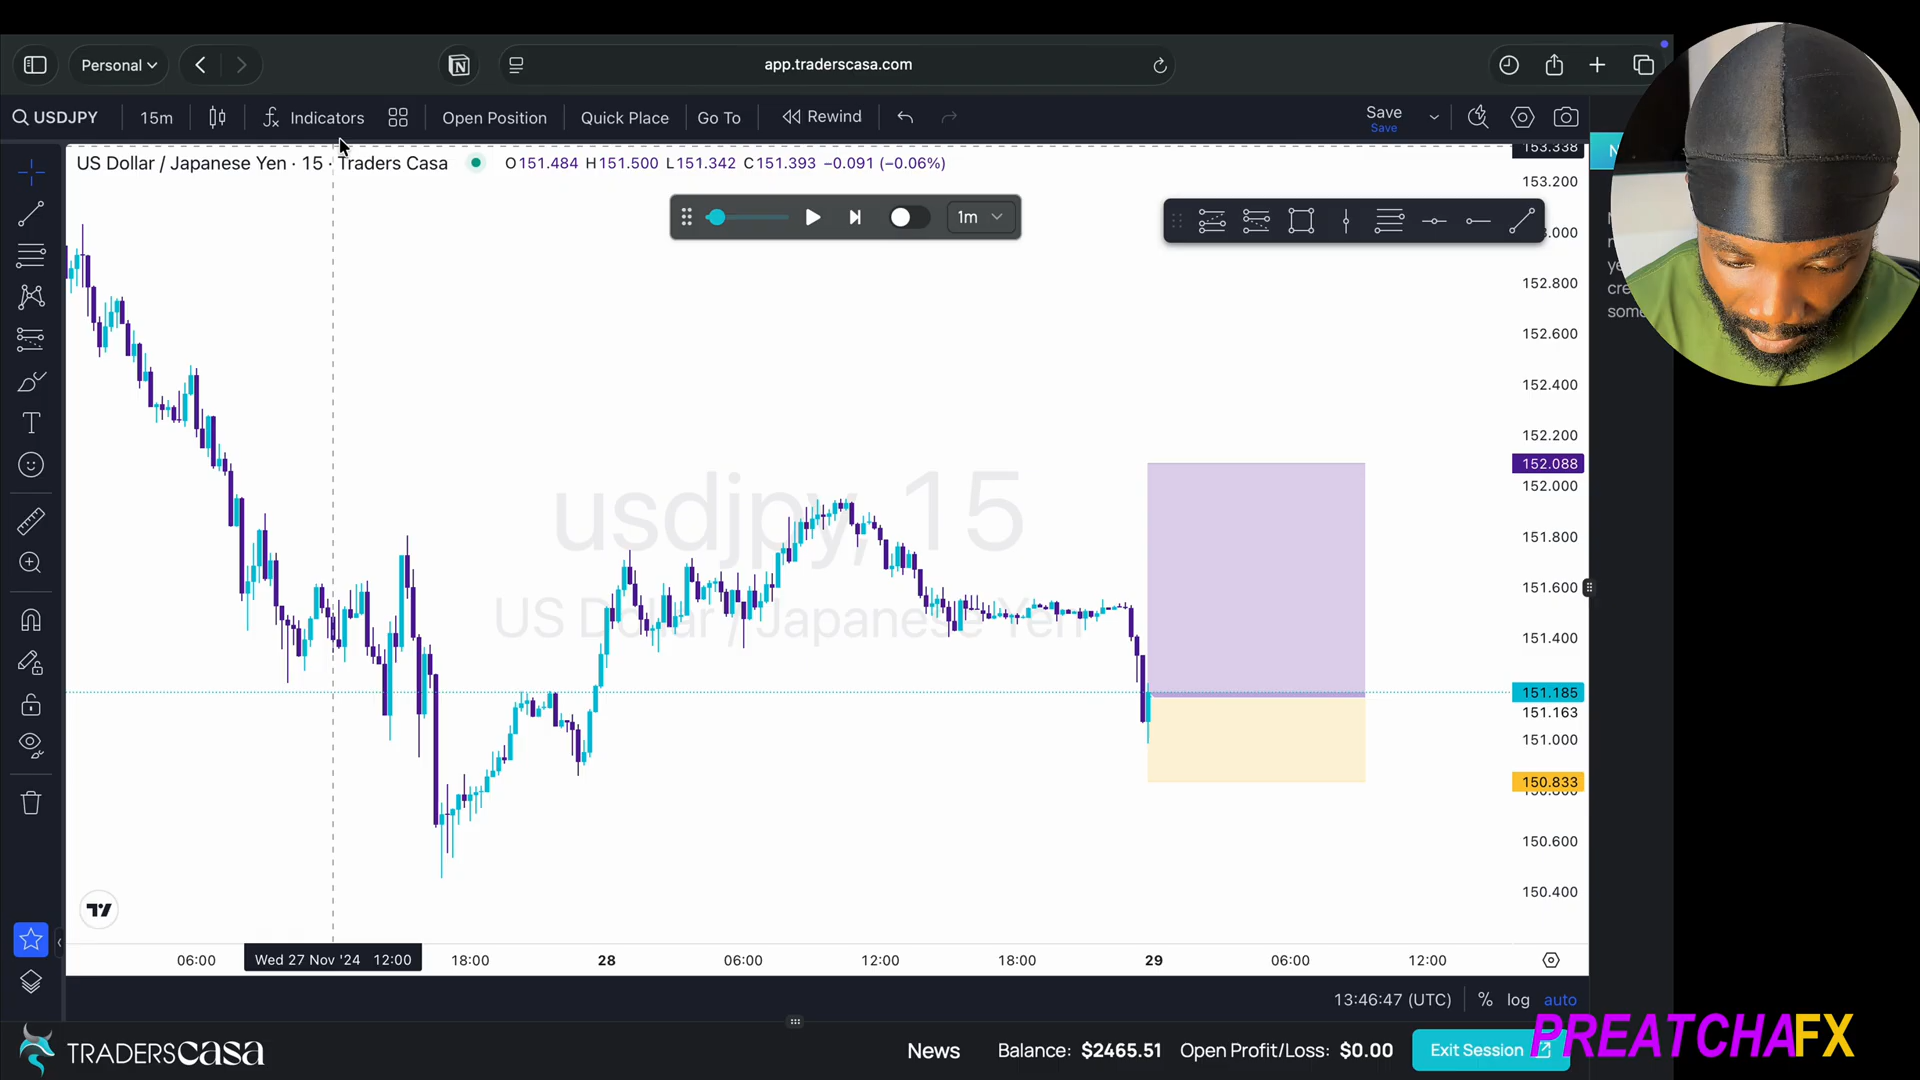 Personal
app.traderscasa.com
USDJPY
15m
Indicators
Open Position
Quick Place
Go To
Rewind
Save
Save
US Dollar / Japanese Yen · 15 · Traders Casa
O151.484 H151.500 L151.342 C151.393 −0.091 (−0.06%)
1m
153.338
153.200
152.800
152.600
152.400
152.200
152.088
152.000
151.800
151.600
151.400
151.185
151.163
151.000
150.833
150.600
150.400
usdjpy, 15
US Dollar / Japanese Yen
06:00
Wed 27 Nov '24 12:00
18:00
28
06:00
12:00
18:00
29
06:00
12:00
13:46:47 (UTC)
%
log
auto
TRADERSCASA
News
Balance: $2465.51
Open Profit/Loss: $0.00
Exit Session
PREATCHAFX